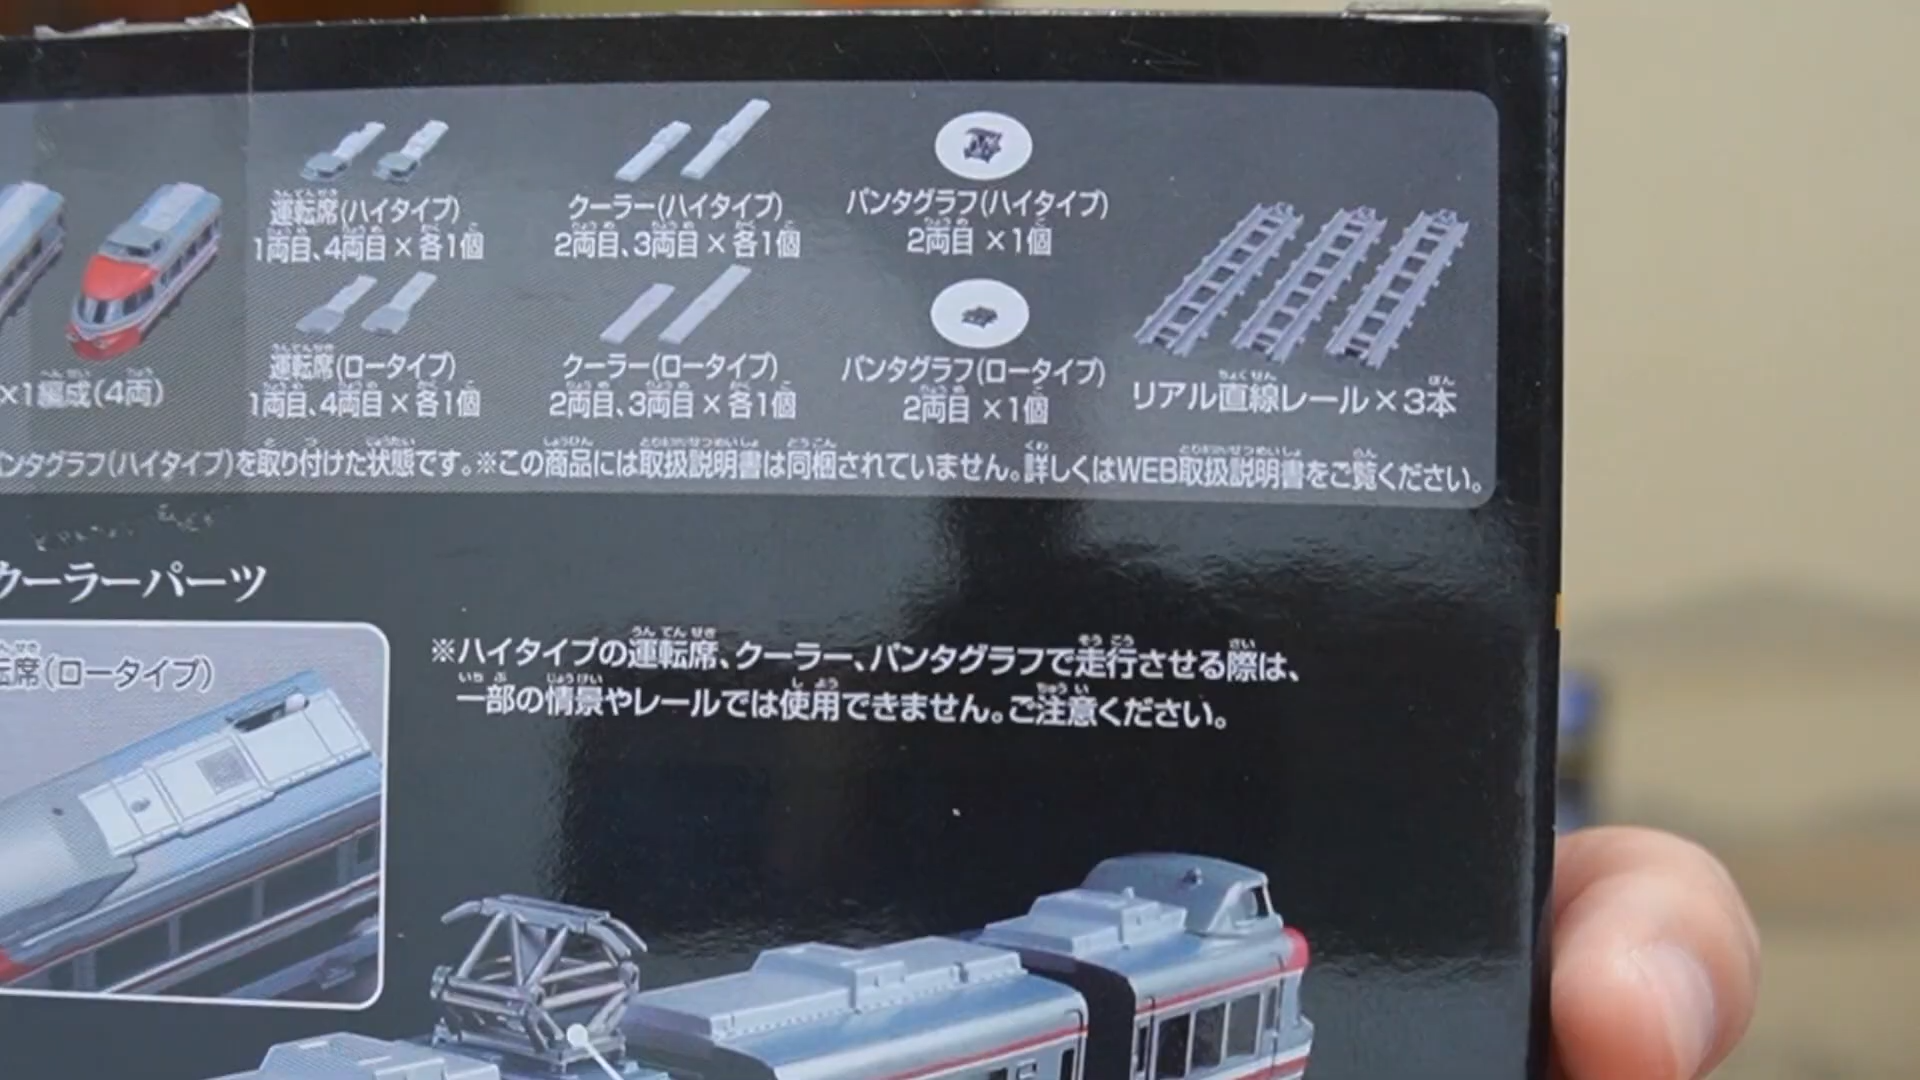 運転席(ハイタイプ)
1両目、4両目×各1個
クーラー(ハイタイプ)
2両目、3両目×各1個
パンタグラフ(ハイタイプ)
2両目 ×1個
運転席(ロータイプ)
1両目、4両目×各1個
クーラー(ロータイプ)
2両目、3両目×各1個
パンタグラフ(ロータイプ)
2両目 ×1個
×1編成(4両)
リアル直線レール×3本
ンタグラフ(ハイタイプ)を取り付けた状態です。※この商品には取扱説明書は同梱されていません。詳しくはWEB取扱説明書をご覧ください。
クーラーパーツ
転席(ロータイプ)
※ハイタイプの運転席、クーラー、パンタグラフで走行させる際は、
一部の情景やレールでは使用できません。ご注意ください。